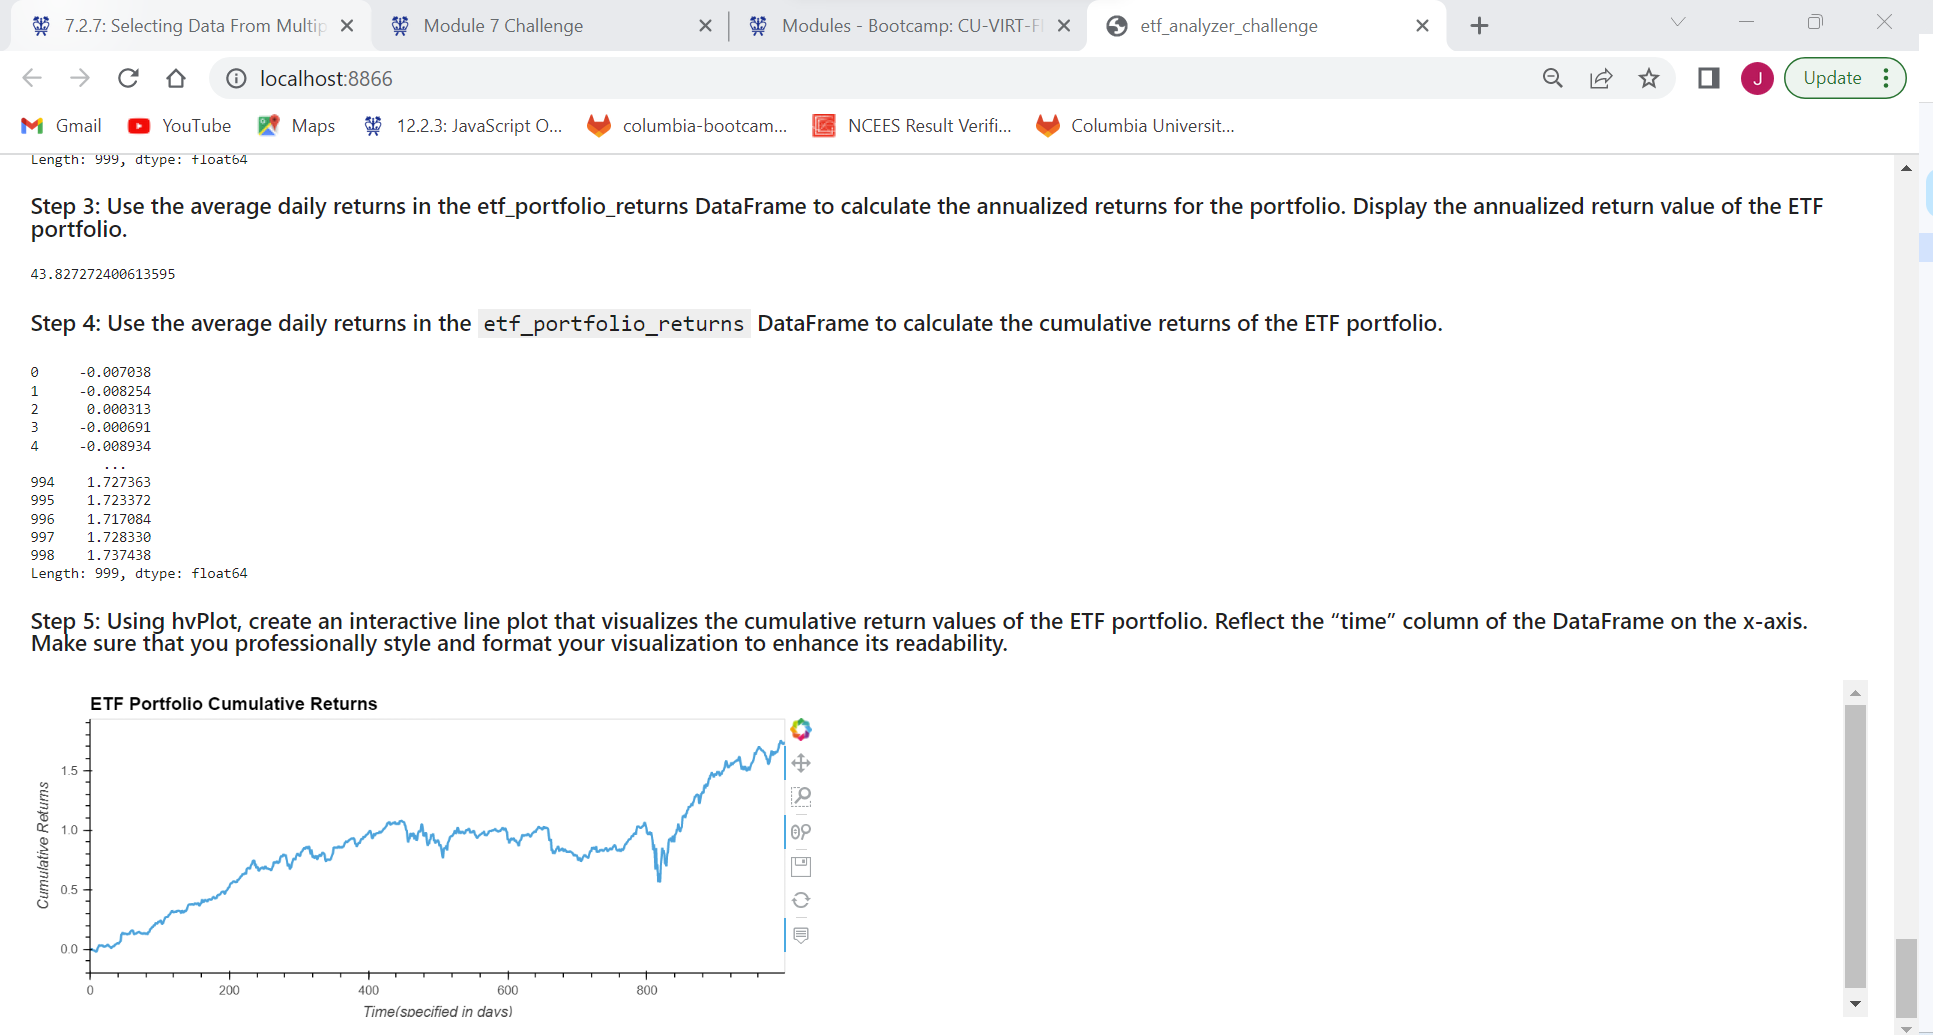 7.2.7: Selecting Data From Multip
Module 7 Challenge
Modules - Bootcamp: CU-VIRT-FI
etf_analyzer_challenge
localhost:8866
J
Update
Gmail
YouTube
Maps
12.2.3: JavaScript O...
columbia-bootcam...
NCEES Result Verifi...
Columbia Universit...
Length: 999, dtype: float64
Step 3: Use the average daily returns in the etf_portfolio_returns DataFrame to calculate the annualized returns for the portfolio. Display the annualized return value of the ETF
portfolio.
43.827272400613595
Step 4: Use the average daily returns in the etf_portfolio_returns DataFrame to calculate the cumulative returns of the ETF portfolio.
0 -0.007038
1 -0.008254
2 0.000313
3 -0.000691
4 -0.008934
...
994 1.727363
995 1.723372
996 1.717084
997 1.728330
998 1.737438
Length: 999, dtype: float64
Step 5: Using hvPlot, create an interactive line plot that visualizes the cumulative return values of the ETF portfolio. Reflect the “time” column of the DataFrame on the x-axis.
Make sure that you professionally style and format your visualization to enhance its readability.
ETF Portfolio Cumulative Returns
Cumulative Returns
1.5
1.0
0.5
0.0
0 200 400 600 800
Time(specified in days)